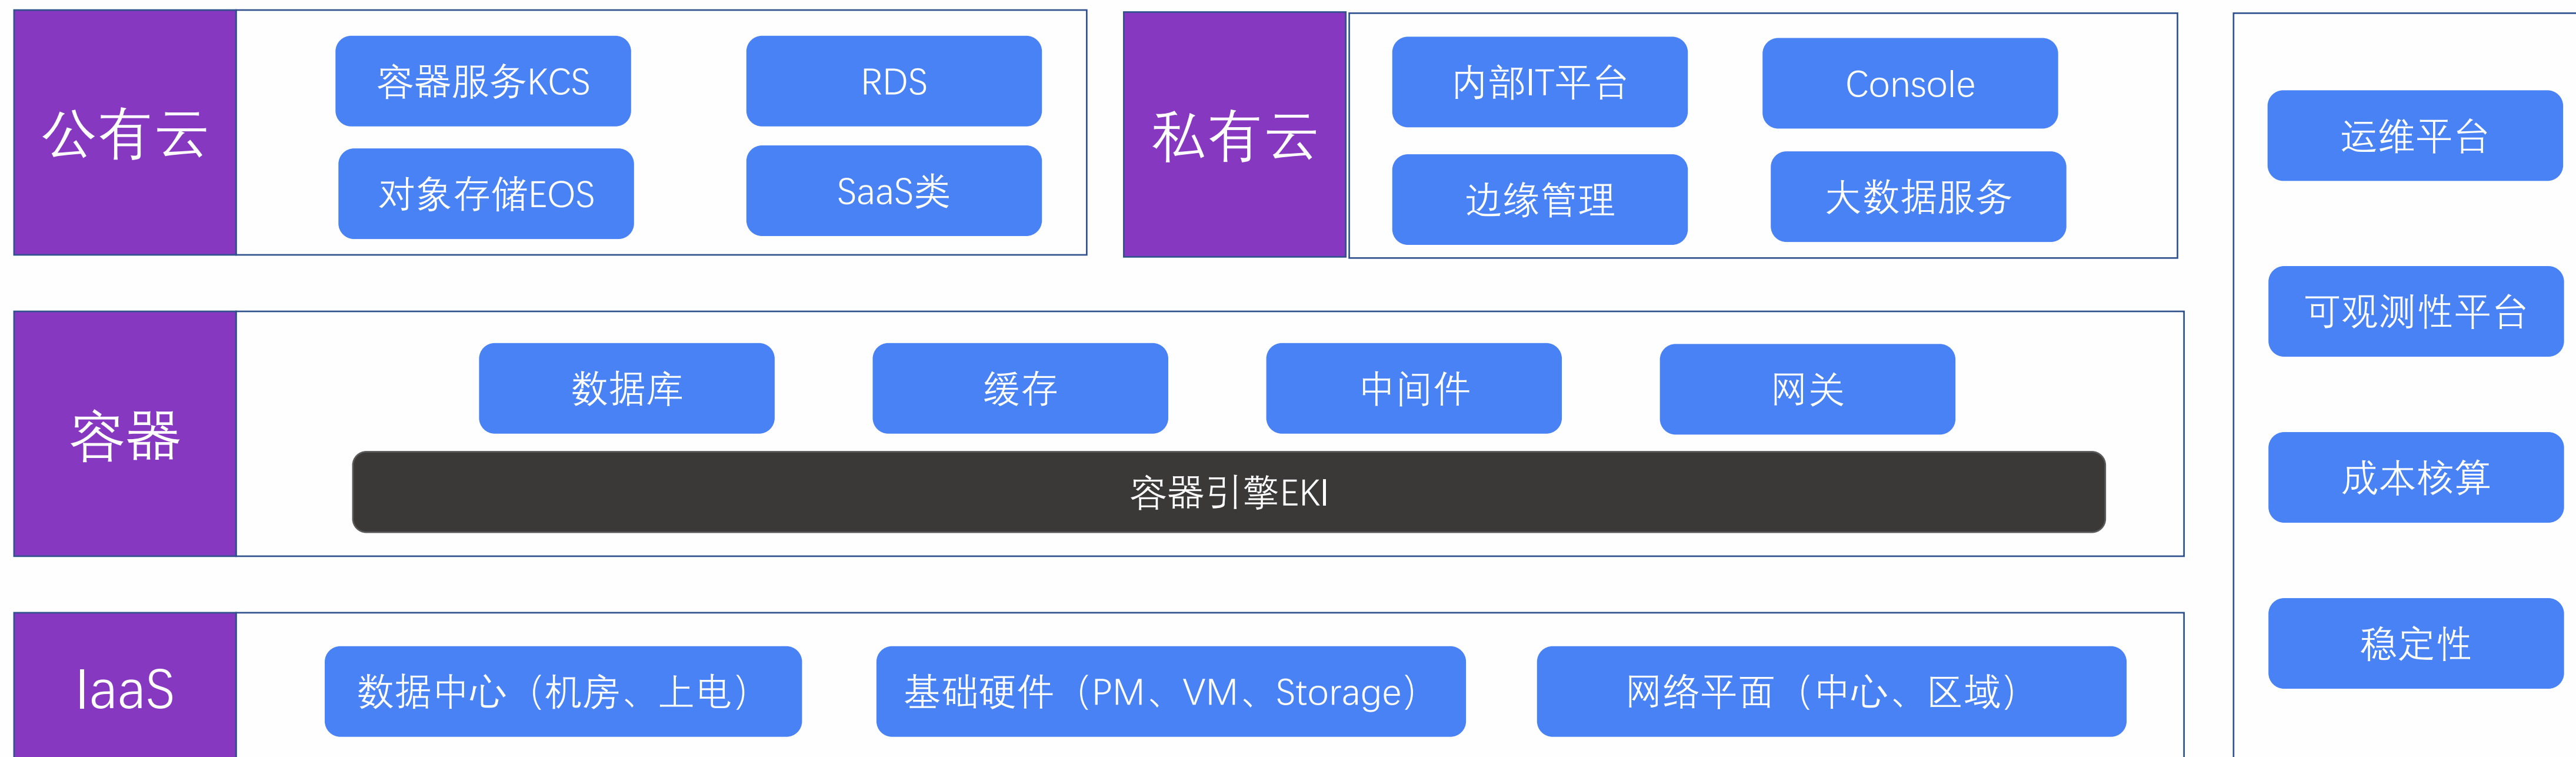 公有云
容器服务KCS
RDS
对象存储EOS
SaaS类
私有云
内部IT平台
Console
边缘管理
大数据服务
容器
数据库
缓存
中间件
网关
容器引擎EKI
IaaS
数据中心（机房、上电）
基础硬件（PM、VM、Storage）
网络平面（中心、区域）
运维平台
可观测性平台
成本核算
稳定性